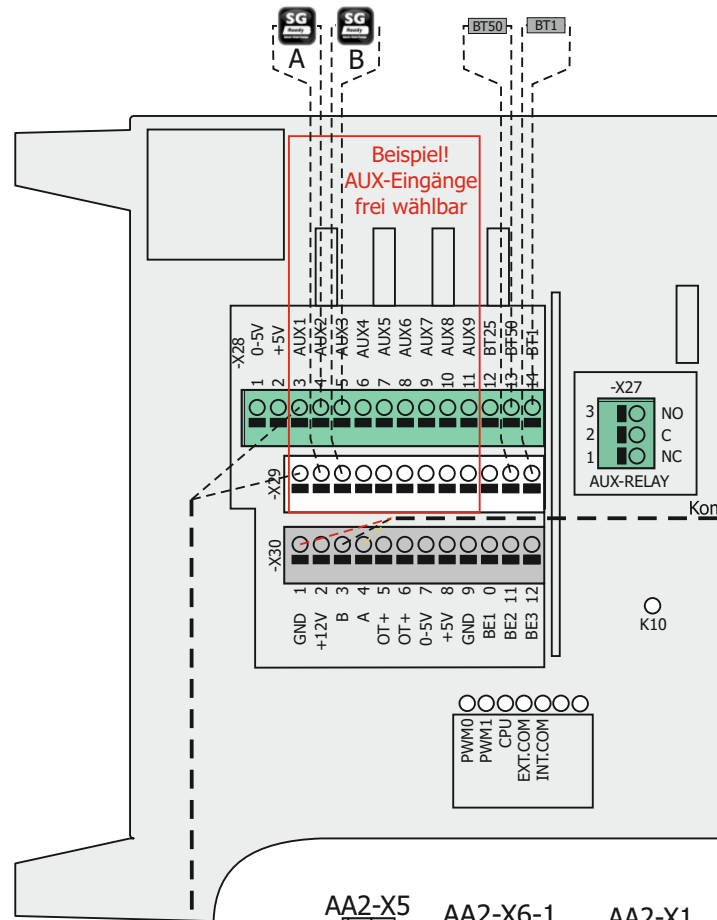 SG
Ready
SG
Ready
A
B
BT50
BT1
Beispiel!
AUX-Eingänge
frei wählbar
-X28
0-5V
+5V
AUX1
AUX2
AUX3
AUX4
AUX5
AUX6
AUX7
AUX8
AUX9
BT25
BT50
BT1
1
2
3
4
5
6
7
8
9
10
11
12
13
14
-X27
3 NO
2 C
1 NC
AUX-RELAY
-X29
Kom
-X30
1
2
3
4
5
6
7
8
9
0
11
12
GND
+12V
B
A
OT+
OT+
0-5V
+5V
GND
BE1
BE2
BE3
K10
PWM0
PWM1
CPU
EXT.COM
INT.COM
AA2-X5
AA2-X6-1
AA2-X1